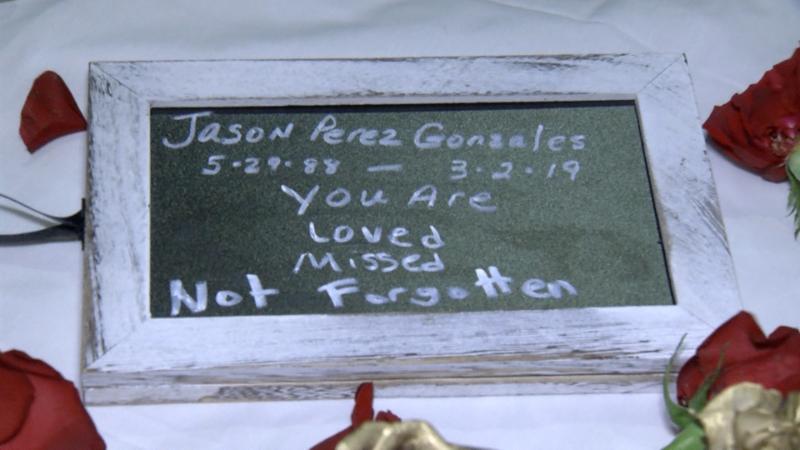 Jason Perez Gonzales
5·29·88 — 3·2·19
You Are
Loved
Missed
Not Forgotten